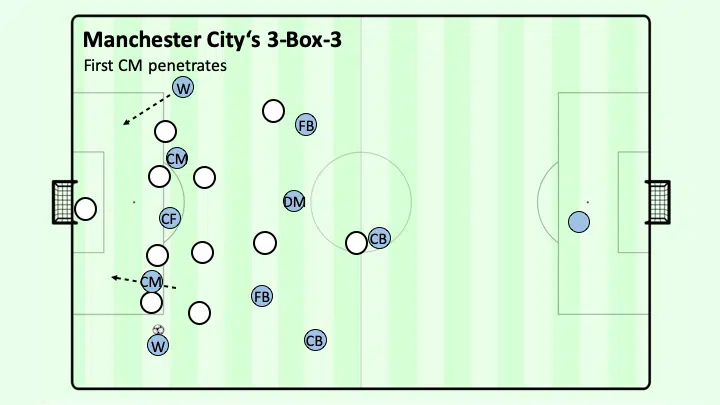 Manchester City‘s 3-Box-3
First CM penetrates
W
FB
CM
DM
CF
CB
CM
FB
CB
W